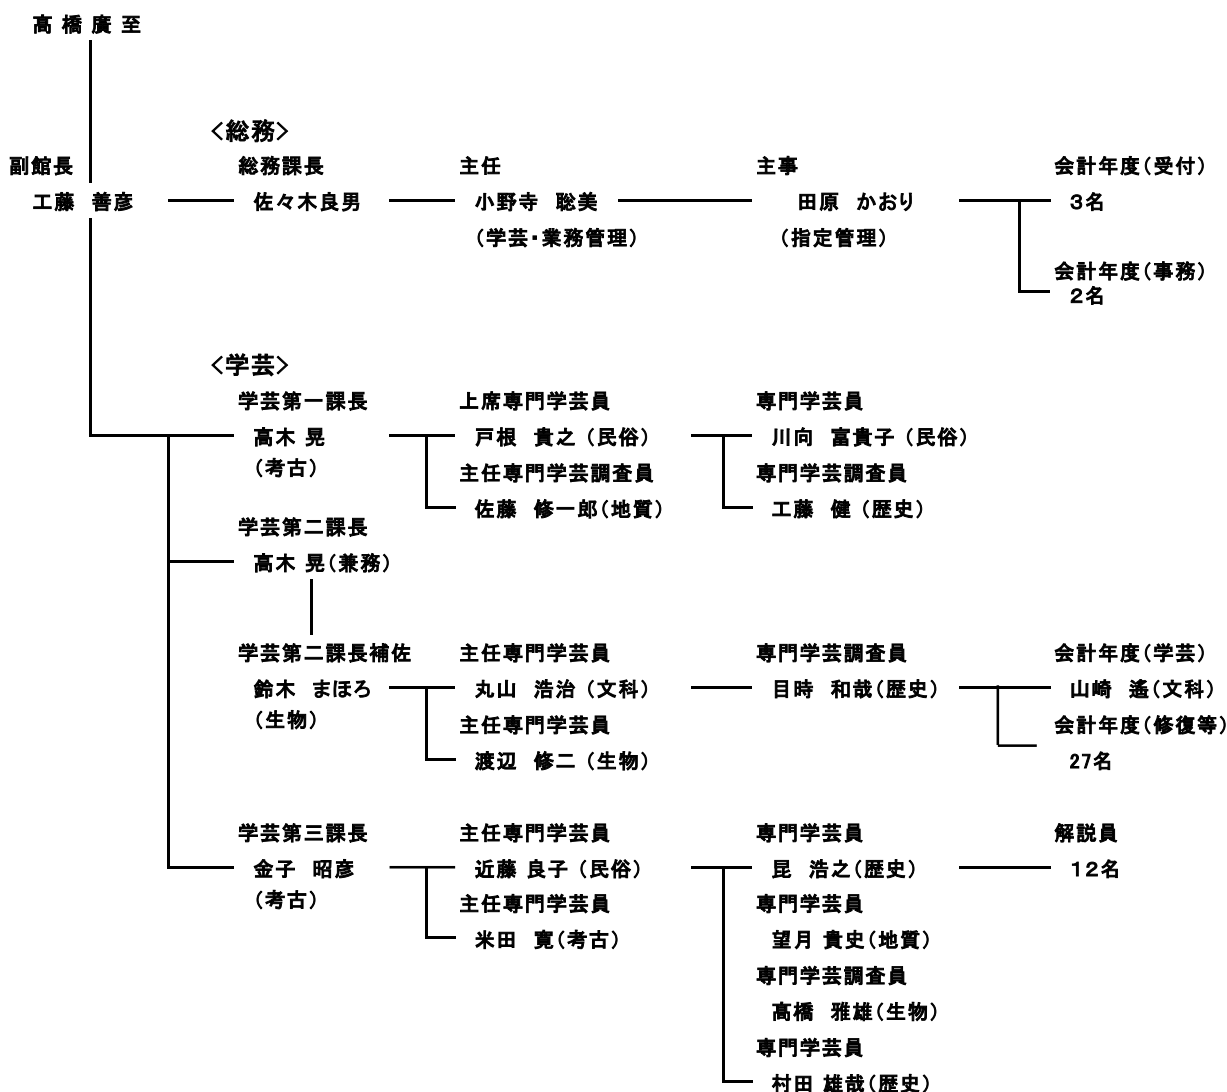 髙 橋 廣 至
<総務>
副館長 総務課長 主任 主事 会計年度(受付)
工藤 善彦 佐々木良男 小野寺 聡美 田原 かおり 3名
(学芸・業務管理) (指定管理)
会計年度(事務)
2名
<学芸>
学芸第一課長 上席専門学芸員 専門学芸員
高木 晃 戸根 貴之 (民俗) 川向 富貴子 (民俗)
(考古) 主任専門学芸調査員 専門学芸調査員
佐藤 修一郎(地質) 工藤 健 (歴史)
学芸第二課長
高木 晃(兼務)
学芸第二課長補佐 主任専門学芸員 専門学芸調査員 会計年度(学芸)
鈴木 まほろ 丸山 浩治 (文科) 目時 和哉(歴史) 山崎 遙(文科)
(生物) 主任専門学芸員 会計年度(修復等)
渡辺 修二 (生物) 27名
学芸第三課長 主任専門学芸員 専門学芸員 解説員
金子 昭彦 近藤 良子 (民俗) 昆 浩之(歴史) 12名
(考古) 主任専門学芸員 専門学芸員
米田 寛(考古) 望月 貴史(地質)
専門学芸調査員
髙橋 雅雄(生物)
専門学芸員
村田 雄哉(歴史)